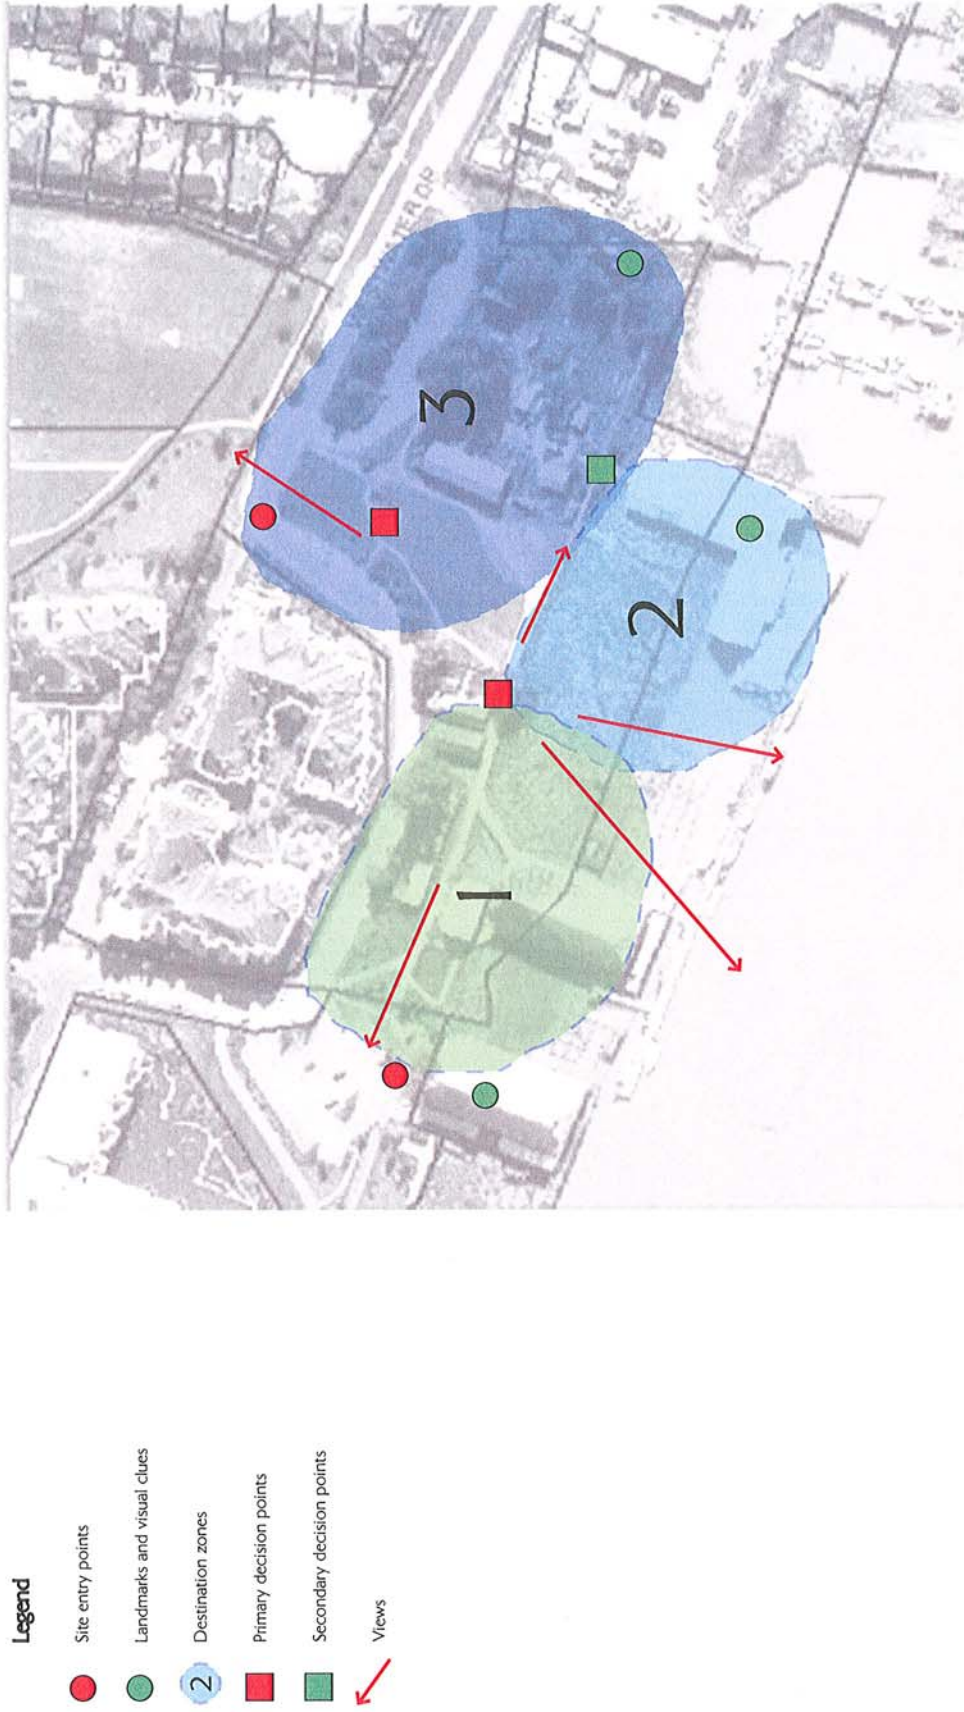 Legend
Site entry points
Landmarks and visual clues
2 Destination zones
Primary decision points
Secondary decision points
Views
1
2
3